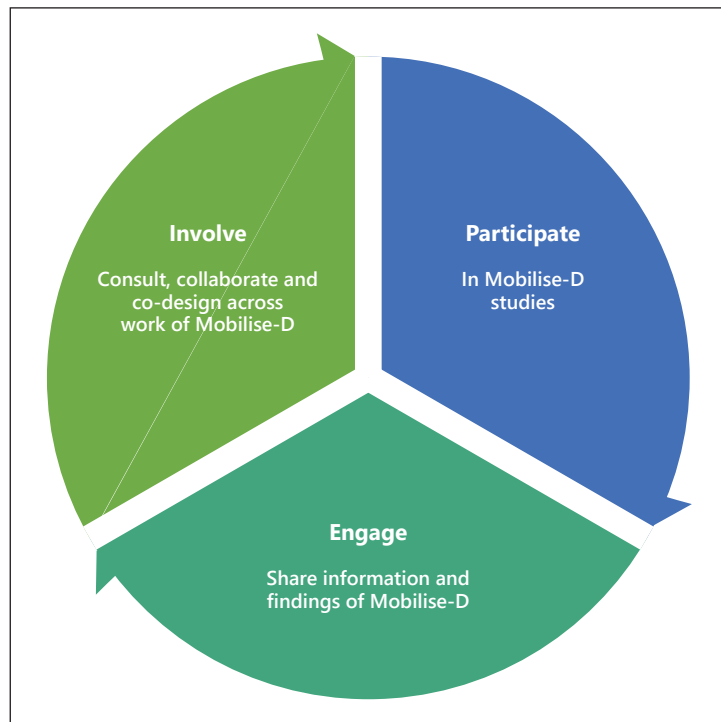 Involve
Consult, collaborate and
co-design across
work of Mobilise-D
Participate
In Mobilise-D
studies
Engage
Share information and
findings of Mobilise-D